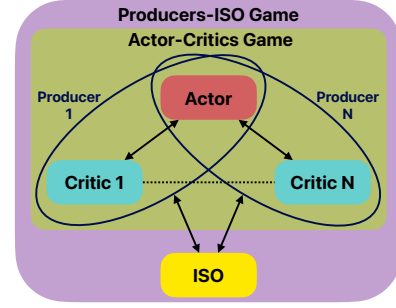 Producers-ISO Game
Actor-Critics Game
Producer
1
Actor
Producer
N
Critic 1
Critic N
ISO